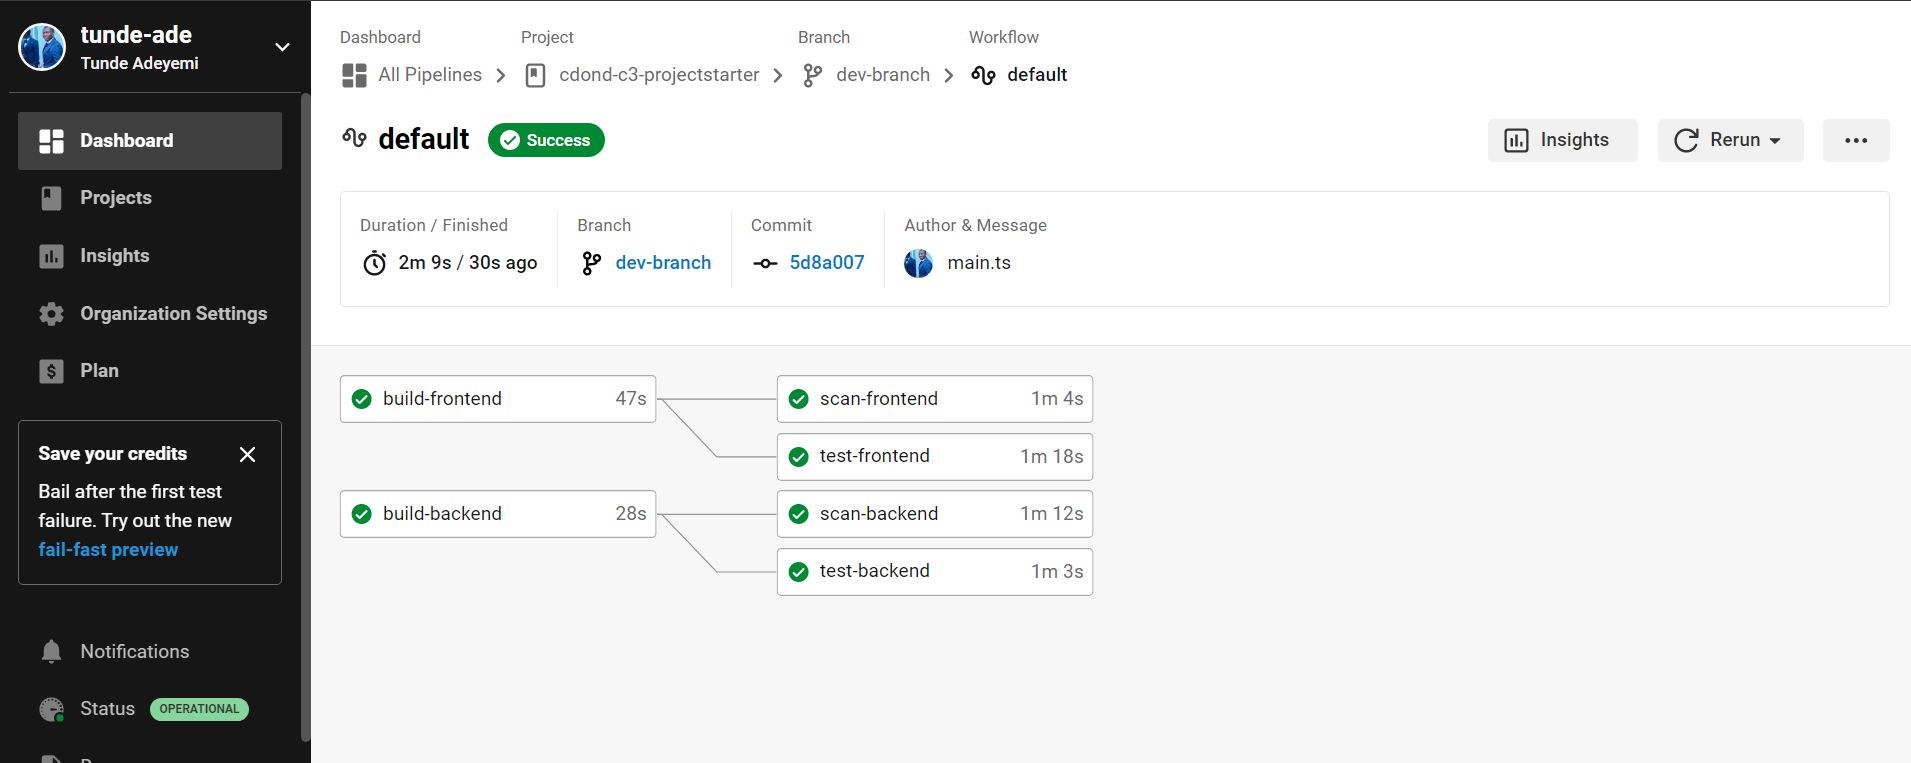 tunde-ade
Tunde Adeyemi
Dashboard
Projects
Insights
Organization Settings
Plan
Save your credits
Bail after the first test
failure. Try out the new
fail-fast preview
Notifications
Status OPERATIONAL
Dashboard Project Branch Workflow
All Pipelines cdond-c3-projectstarter dev-branch default
default Success Insights Rerun
Duration / Finished Branch Commit Author & Message
2m 9s / 30s ago dev-branch 5d8a007 main.ts
build-frontend 47s scan-frontend 1m 4s
test-frontend 1m 18s
build-backend 28s scan-backend 1m 12s
test-backend 1m 3s